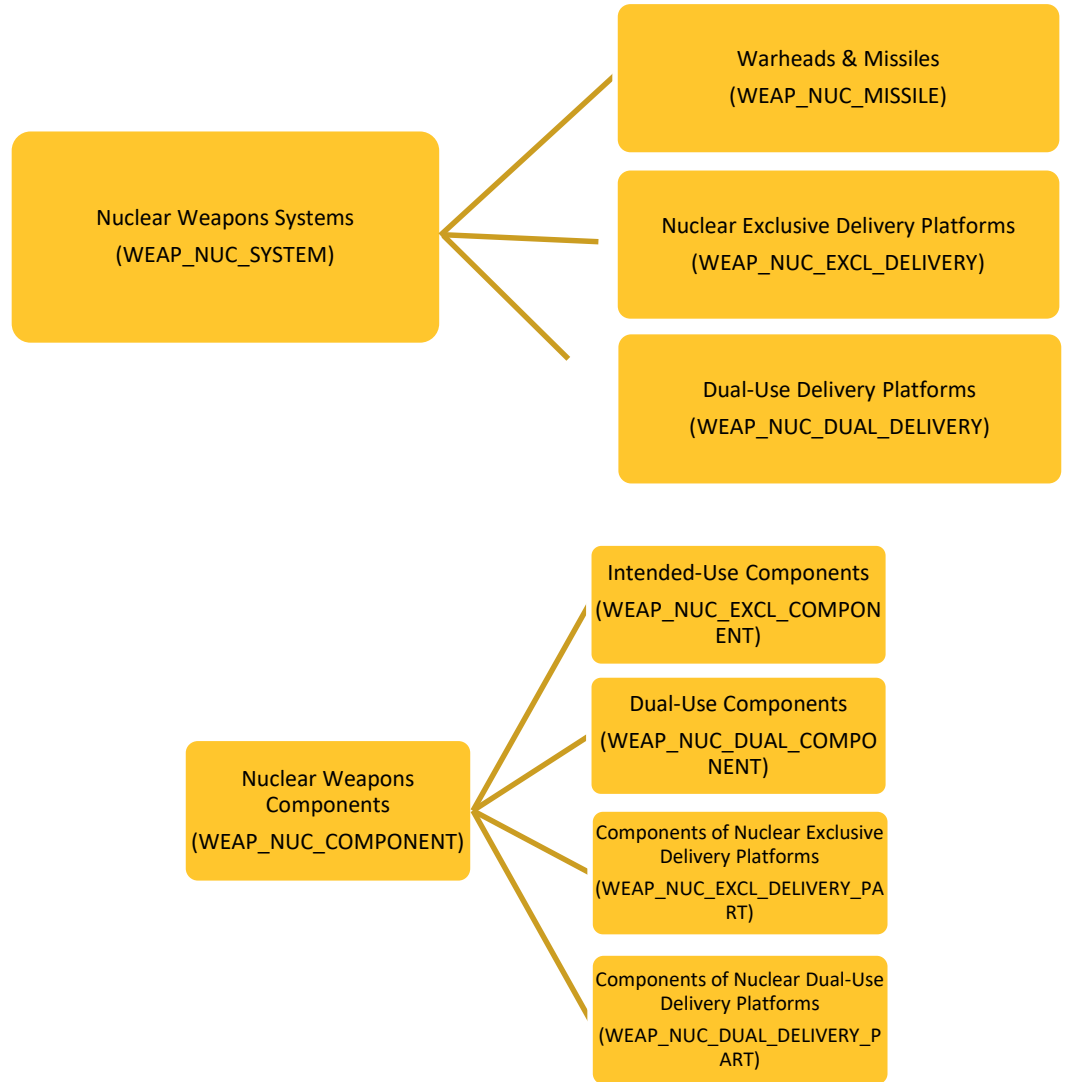 Warheads & Missiles
(WEAP_NUC_MISSILE)
Nuclear Weapons Systems
(WEAP_NUC_SYSTEM)
Nuclear Exclusive Delivery Platforms
(WEAP_NUC_EXCL_DELIVERY)
Dual-Use Delivery Platforms
(WEAP_NUC_DUAL_DELIVERY)
Intended-Use Components
(WEAP_NUC_EXCL_COMPON
ENT)
Dual-Use Components
(WEAP_NUC_DUAL_COMPO
NENT)
Nuclear Weapons
Components
(WEAP_NUC_COMPONENT)
Components of Nuclear Exclusive
Delivery Platforms
(WEAP_NUC_EXCL_DELIVERY_PA
RT)
Components of Nuclear Dual-Use
Delivery Platforms
(WEAP_NUC_DUAL_DELIVERY_P
ART)